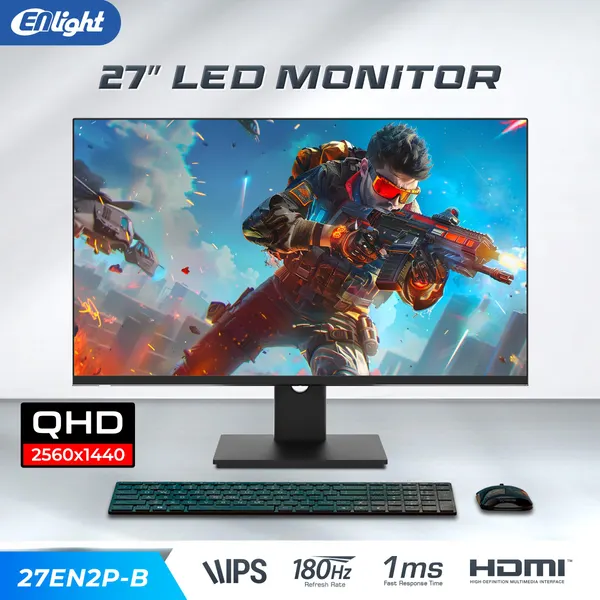 ENlight
27" LED MONITOR
QHD
2560x1440
27EN2P-B
IPS
180Hz
Refresh Rate
1ms
Fast Response Time
HDMI™
HIGH-DEFINITION MULTIMEDIA INTERFACE